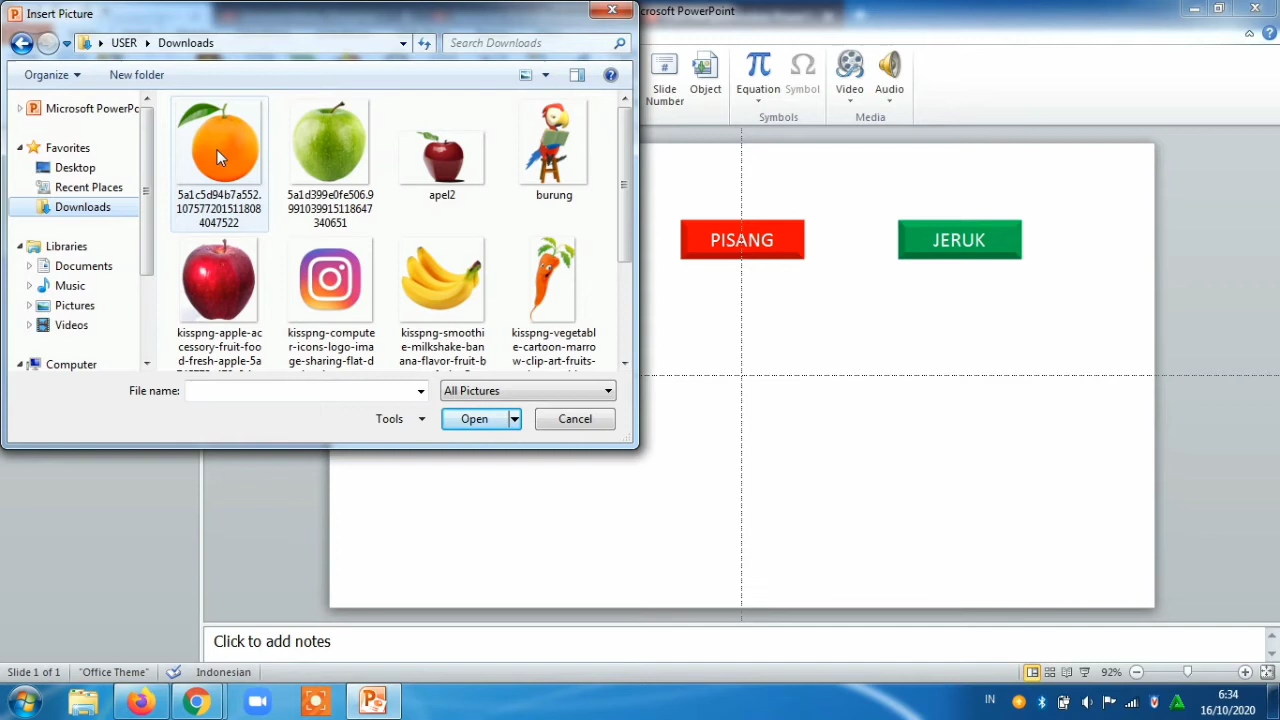 Insert Picture
crosoft PowerPoint
USER Downloads
Search Downloads
Organize
New folder
Microsoft PowerPc
Favorites
Desktop
Recent Places
Downloads
Libraries
Documents
Music
Pictures
Videos
Computer
5a1c5d94b7a552.
107577201511808
4047522
5a1d399e0fe506.9
991039915118647
340651
apel2
burung
kisspng-apple-ac
cessory-fruit-foo
d-fresh-apple-5a
kisspng-compute
r-icons-logo-ima
ge-sharing-flat-d
kisspng-smoothi
e-milkshake-ban
ana-flavor-fruit-b
kisspng-vegetabl
e-cartoon-marro
w-clip-art-fruits-
File name:
All Pictures
Tools
Open
Cancel
Slide
Number
Object
Equation
Symbol
Symbols
Video
Audio
Media
PISANG
JERUK
Click to add notes
Slide 1 of 1
"Office Theme"
Indonesian
92%
IN
6:34
16/10/2020